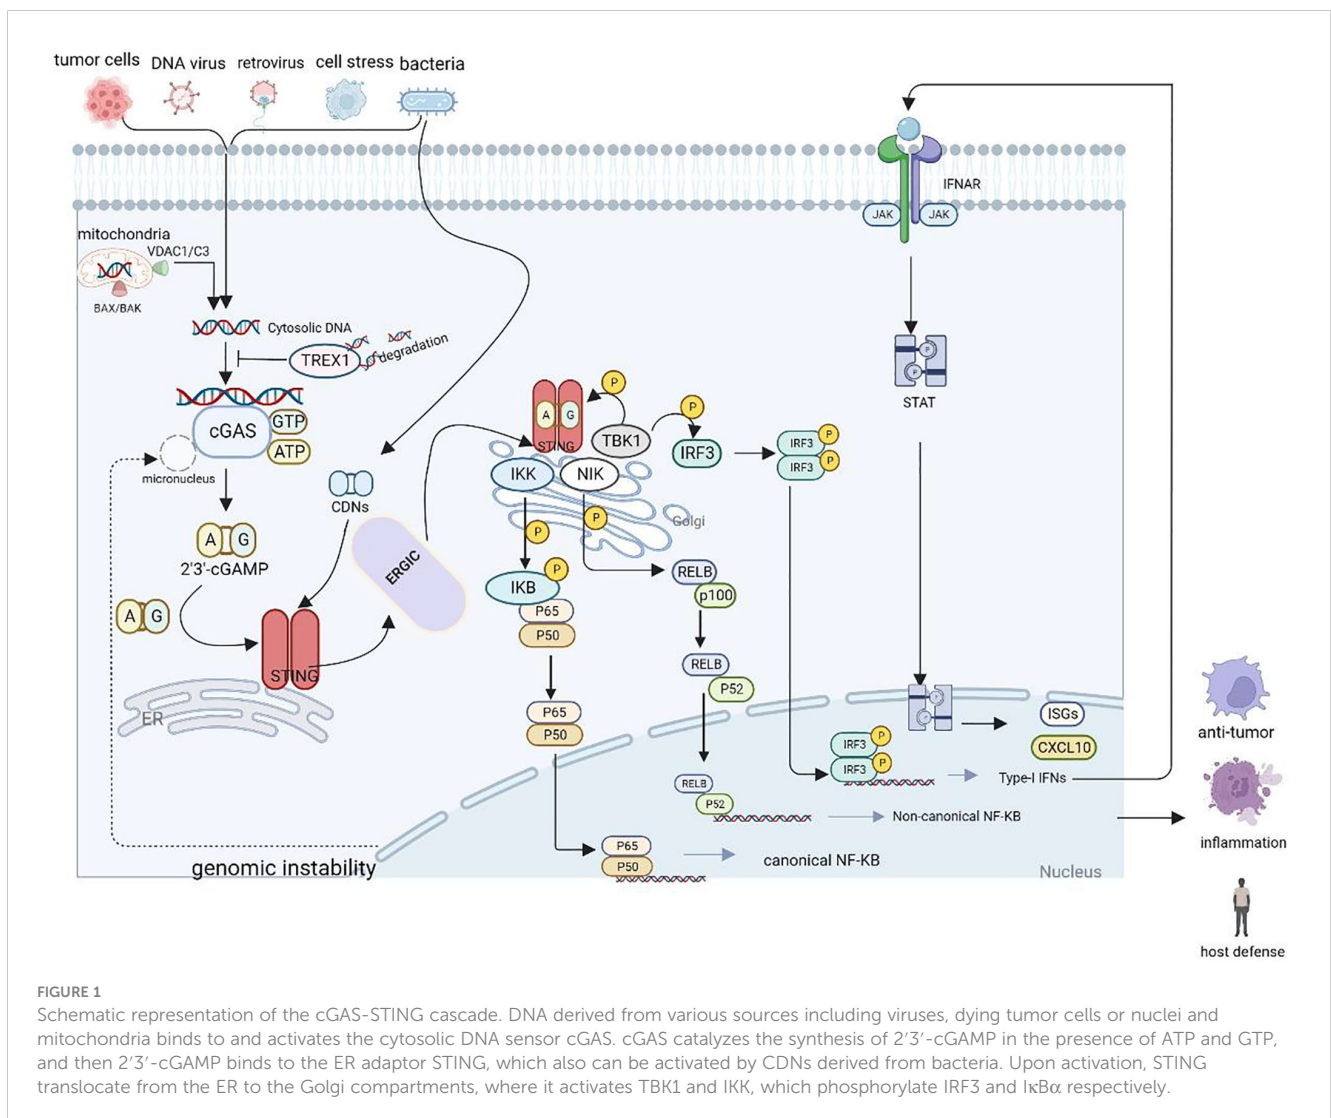 tumor cells
DNA virus
retrovirus
cell stress
bacteria
IFNAR
JAK
JAK
mitochondria
VDAC1/C3
BAX/BAK
Cytosolic DNA
TREX1
degradation
cGAS
GTP
ATP
micronucleus
A G
2'3'-cGAMP
A G
CDNs
STING
ER
ERGIC
A G
STING
P
TBK1
P
IRF3
IRF3 P
IRF3 P
IKK
NIK
Golgi
P
P
P
IKB
P65
P50
RELB
p100
RELB
P52
P65
P50
STAT
P
P
P
P
ISGs
CXCL10
IRF3 P
IRF3 P
Type-I IFNs
RELB
P52
Non-canonical NF-KB
P65
P50
canonical NF-KB
genomic instability
Nucleus
anti-tumor
inflammation
host defense
FIGURE 1
Schematic representation of the cGAS-STING cascade. DNA derived from various sources including viruses, dying tumor cells or nuclei and
mitochondria binds to and activates the cytosolic DNA sensor cGAS. cGAS catalyzes the synthesis of 2′3′-cGAMP in the presence of ATP and GTP,
and then 2′3′-cGAMP binds to the ER adaptor STING, which also can be activated by CDNs derived from bacteria. Upon activation, STING
translocate from the ER to the Golgi compartments, where it activates TBK1 and IKK, which phosphorylate IRF3 and IκBα respectively.